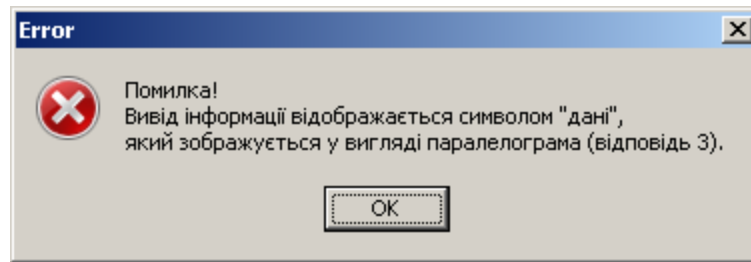 Error
Помилка!
Вивід інформації відображається символом "дані",
який зображується у вигляді паралелограма (відповідь 3).
OK